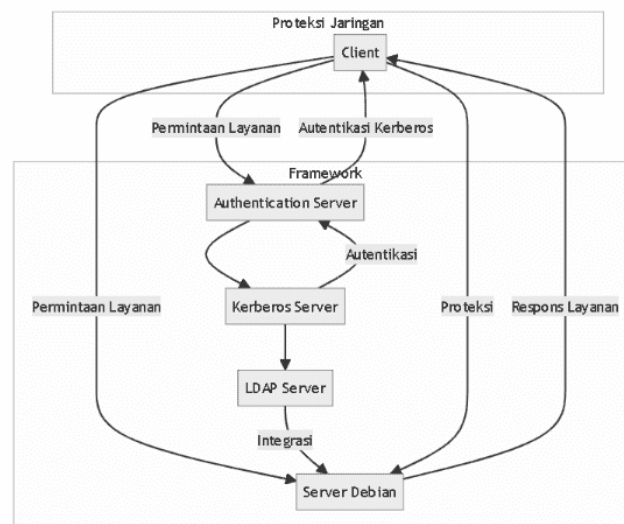 Proteksi Jaringan
Client
Permintaan Layanan
Autentikasi Kerberos
Framework
Authentication Server
Autentikasi
Permintaan Layanan
Kerberos Server
Proteksi
Respons Layanan
LDAP Server
Integrasi
Server Debian